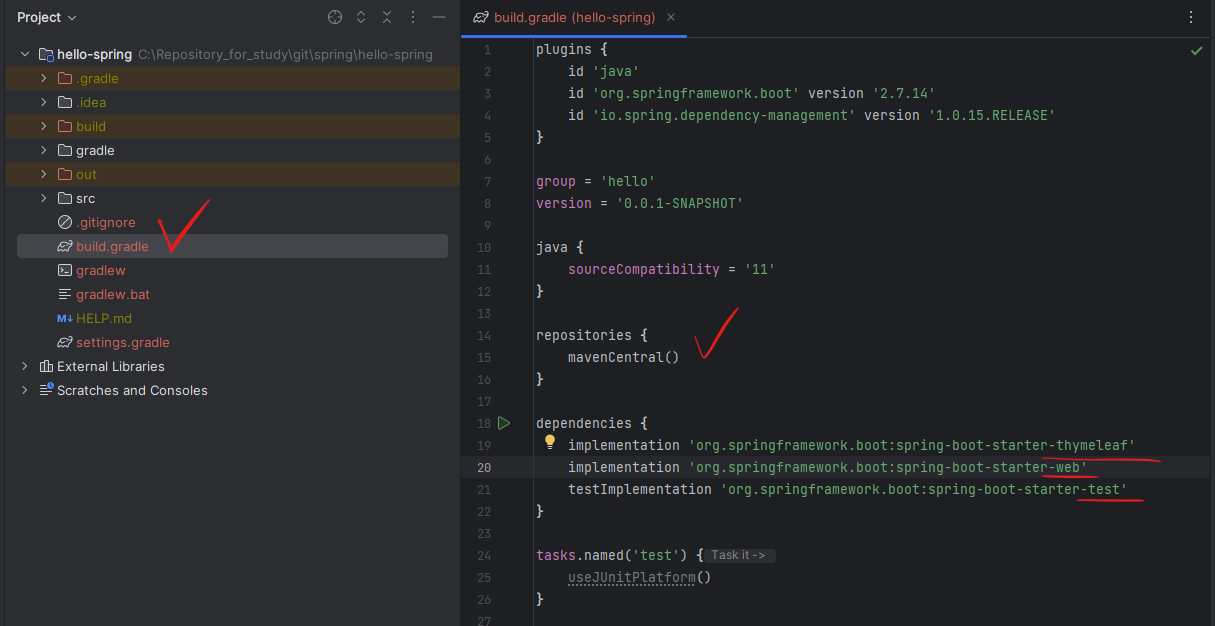 Project
hello-spring C:\Repository_for_study\git\spring\hello-spring
.gradle
.idea
build
gradle
out
src
.gitignore
build.gradle
gradlew
gradlew.bat
M↓ HELP.md
settings.gradle
External Libraries
Scratches and Consoles
build.gradle (hello-spring)
1 plugins {
2 id 'java'
3 id 'org.springframework.boot' version '2.7.14'
4 id 'io.spring.dependency-management' version '1.0.15.RELEASE'
5 }
6
7 group = 'hello'
8 version = '0.0.1-SNAPSHOT'
9
10 java {
11 sourceCompatibility = '11'
12 }
13
14 repositories {
15 mavenCentral()
16 }
17
18 dependencies {
19 implementation 'org.springframework.boot:spring-boot-starter-thymeleaf'
20 implementation 'org.springframework.boot:spring-boot-starter-web'
21 testImplementation 'org.springframework.boot:spring-boot-starter-test'
22 }
23
24 tasks.named('test') { Task it ->
25 useJUnitPlatform()
26 }
27